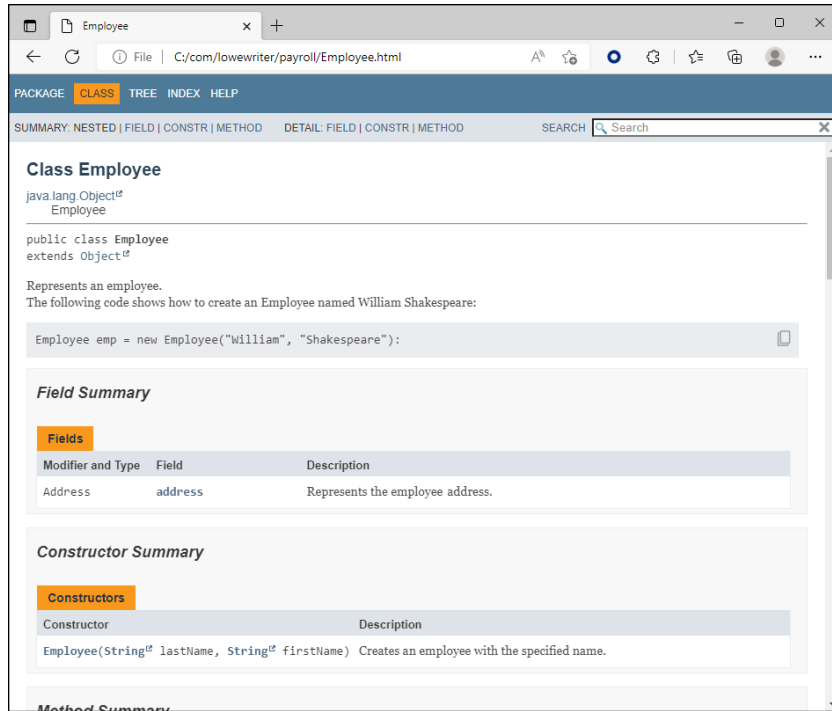 Employee
File | C:/com/lowewriter/payroll/Employee.html
PACKAGE CLASS TREE INDEX HELP
SUMMARY: NESTED | FIELD | CONSTR | METHOD DETAIL: FIELD | CONSTR | METHOD SEARCH Search
Class Employee
java.lang.Object
Employee
public class Employee
extends Object
Represents an employee.
The following code shows how to create an Employee named William Shakespeare:
Employee emp = new Employee("William", "Shakespeare"):
Field Summary
Fields
Modifier and Type Field Description
Address address Represents the employee address.
Constructor Summary
Constructors
Constructor Description
Employee(String lastName, String firstName) Creates an employee with the specified name.
Method Summary